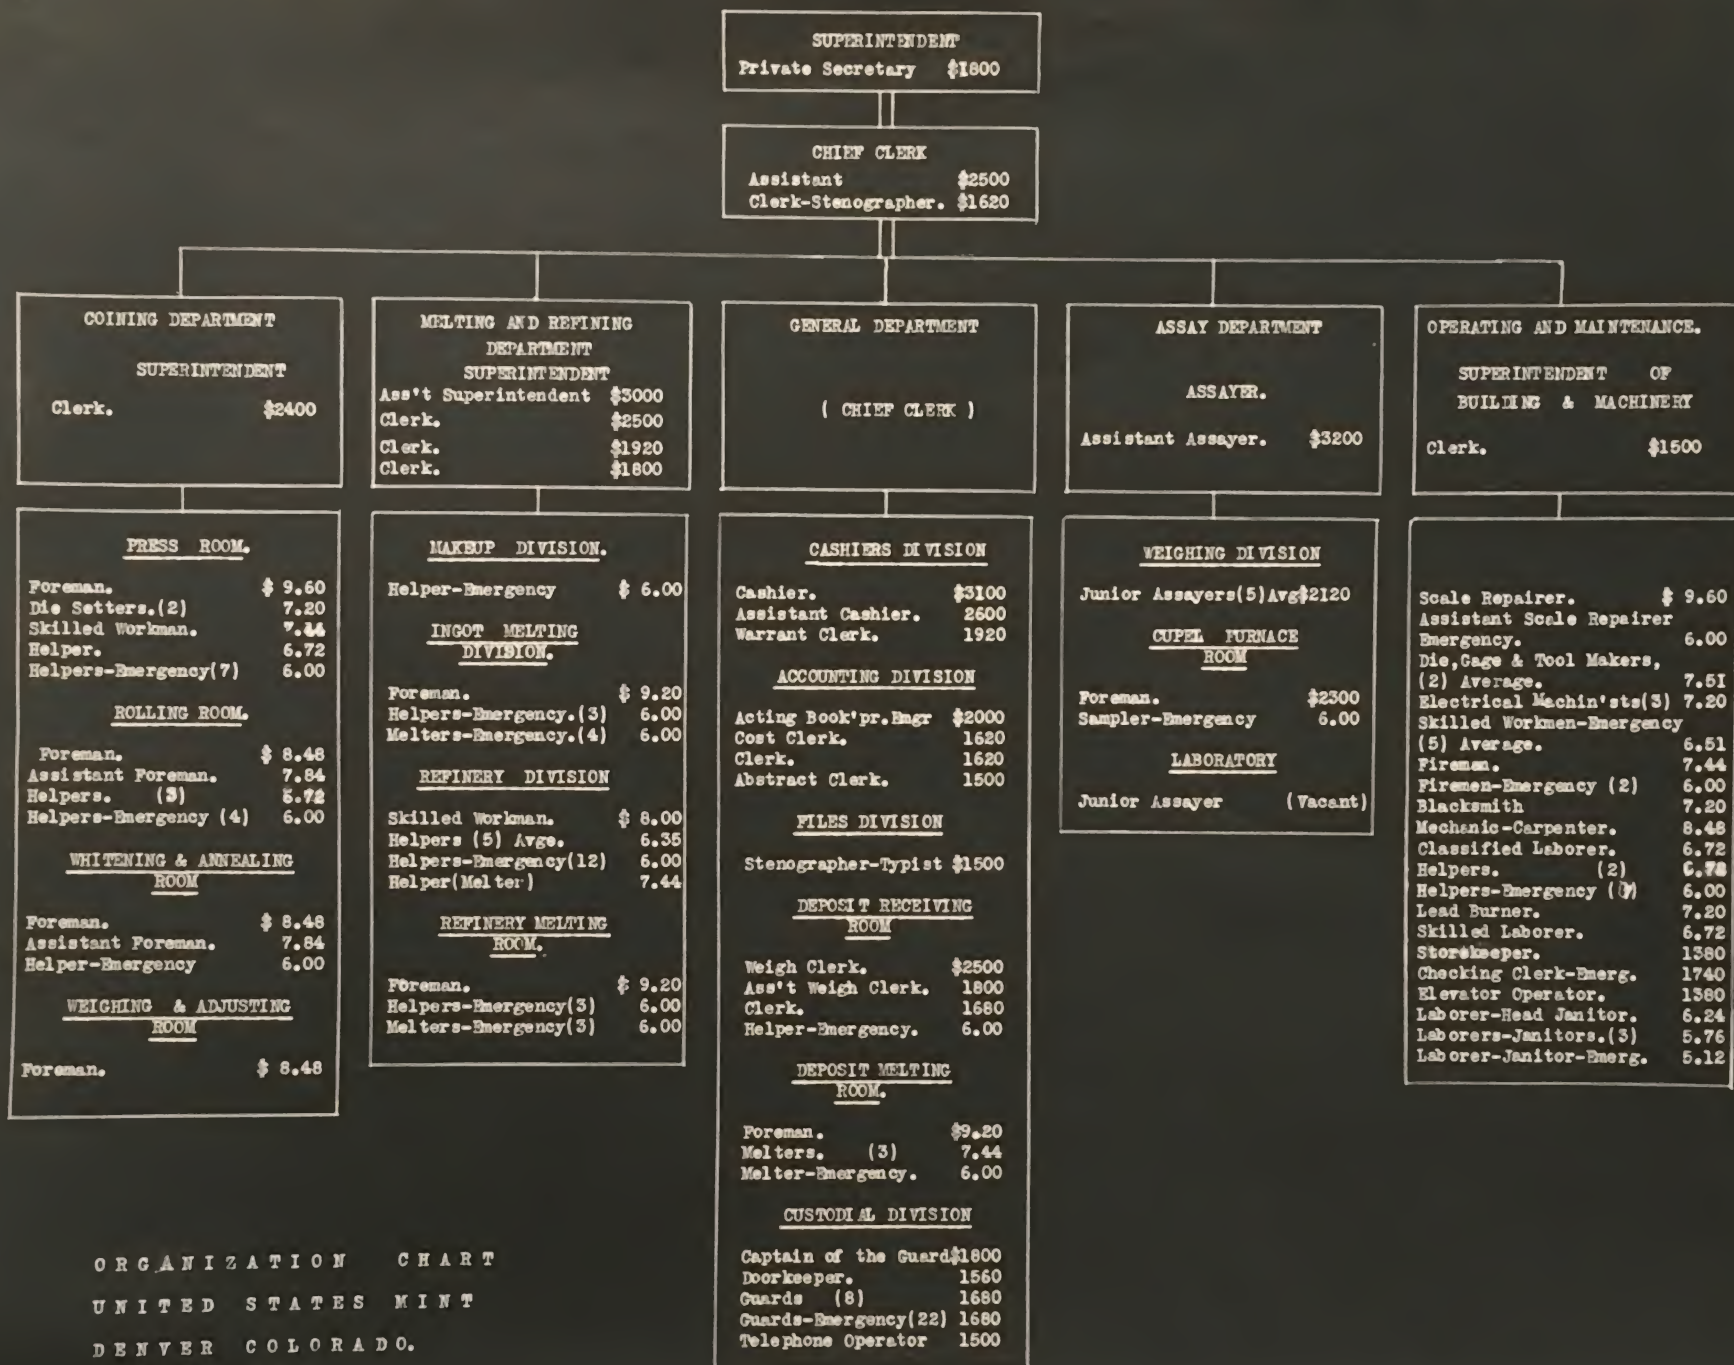 SUPERINTENDENT
Private Secretary $1800
CHIEF CLERK
Assistant $2500
Clerk-Stenographer. $1620
COINING DEPARTMENT
SUPERINTENDENT
Clerk. $2400
PRESS ROOM.
Foreman. $ 9.60
Die Setters.(2) 7.20
Skilled Workman. 7.44
Helper. 6.72
Helpers-Emergency(7) 6.00
ROLLING ROOM.
Foreman. $ 8.48
Assistant Foreman. 7.84
Helpers. (3) 6.72
Helpers-Emergency (4) 6.00
WHITENING & ANNEALING
ROOM
Foreman. $ 8.48
Assistant Foreman. 7.84
Helper-Emergency 6.00
WEIGHING & ADJUSTING
ROOM
Foreman. $ 8.48
MELTING AND REFINING
DEPARTMENT
SUPERINTENDENT
Ass't Superintendent $3000
Clerk. $2500
Clerk. $1920
Clerk. $1800
MAKEUP DIVISION.
Helper-Emergency $ 6.00
INGOT MELTING
DIVISION.
Foreman. $ 9.20
Helpers-Emergency.(3) 6.00
Melters-Emergency.(4) 6.00
REFINERY DIVISION
Skilled Workman. $ 8.00
Helpers (5) Avge. 6.35
Helpers-Emergency(12) 6.00
Helper(Melter) 7.44
REFINERY MELTING
ROOM.
Foreman. $ 9.20
Helpers-Emergency(3) 6.00
Melters-Emergency(3) 6.00
GENERAL DEPARTMENT
( CHIEF CLERK )
CASHIERS DIVISION
Cashier. $3100
Assistant Cashier. 2600
Warrant Clerk. 1920
ACCOUNTING DIVISION
Acting Book'pr.Emgr $2000
Cost Clerk. 1620
Clerk. 1620
Abstract Clerk. 1500
FILES DIVISION
Stenographer-Typist $1500
DEPOSIT RECEIVING
ROOM
Weigh Clerk. $2500
Ass't Weigh Clerk. 1800
Clerk. 1680
Helper-Emergency. 6.00
DEPOSIT MELTING
ROOM.
Foreman. $9.20
Melters. (3) 7.44
Melter-Emergency. 6.00
CUSTODIAL DIVISION
Captain of the Guard$1800
Doorkeeper. 1560
Guards (8) 1680
Guards-Emergency(22) 1680
Telephone Operator 1500
ASSAY DEPARTMENT
ASSAYER.
Assistant Assayer. $3200
WEIGHING DIVISION
Junior Assayers(5)Avg$2120
CUPEL FURNACE
ROOM
Foreman. $2300
Sampler-Emergency 6.00
LABORATORY
Junior Assayer (Vacant)
OPERATING AND MAINTENANCE.
SUPERINTENDENT OF
BUILDING & MACHINERY
Clerk. $1500
Scale Repairer. $ 9.60
Assistant Scale Repairer
Emergency. 6.00
Die,Gage & Tool Makers,
(2) Average. 7.51
Electrical Machin'sts(3) 7.20
Skilled Workmen-Emergency
(5) Average. 6.51
Fireman. 7.44
Firemen-Emergency (2) 6.00
Blacksmith 7.20
Mechanic-Carpenter. 8.48
Classified Laborer. 6.72
Helpers. (2)
Helpers-Emergency 6.00
Lead Burner. 7.20
Skilled Laborer. 6.72
Storekeeper. 1380
Checking Clerk-Emerg. 1740
Elevator Operator. 1380
Laborer-Head Janitor. 6.24
Laborers-Janitors.(3) 5.76
Laborer-Janitor-Emerg. 5.12
ORGANIZATION CHART
UNITED STATES MINT
DENVER COLORADO.